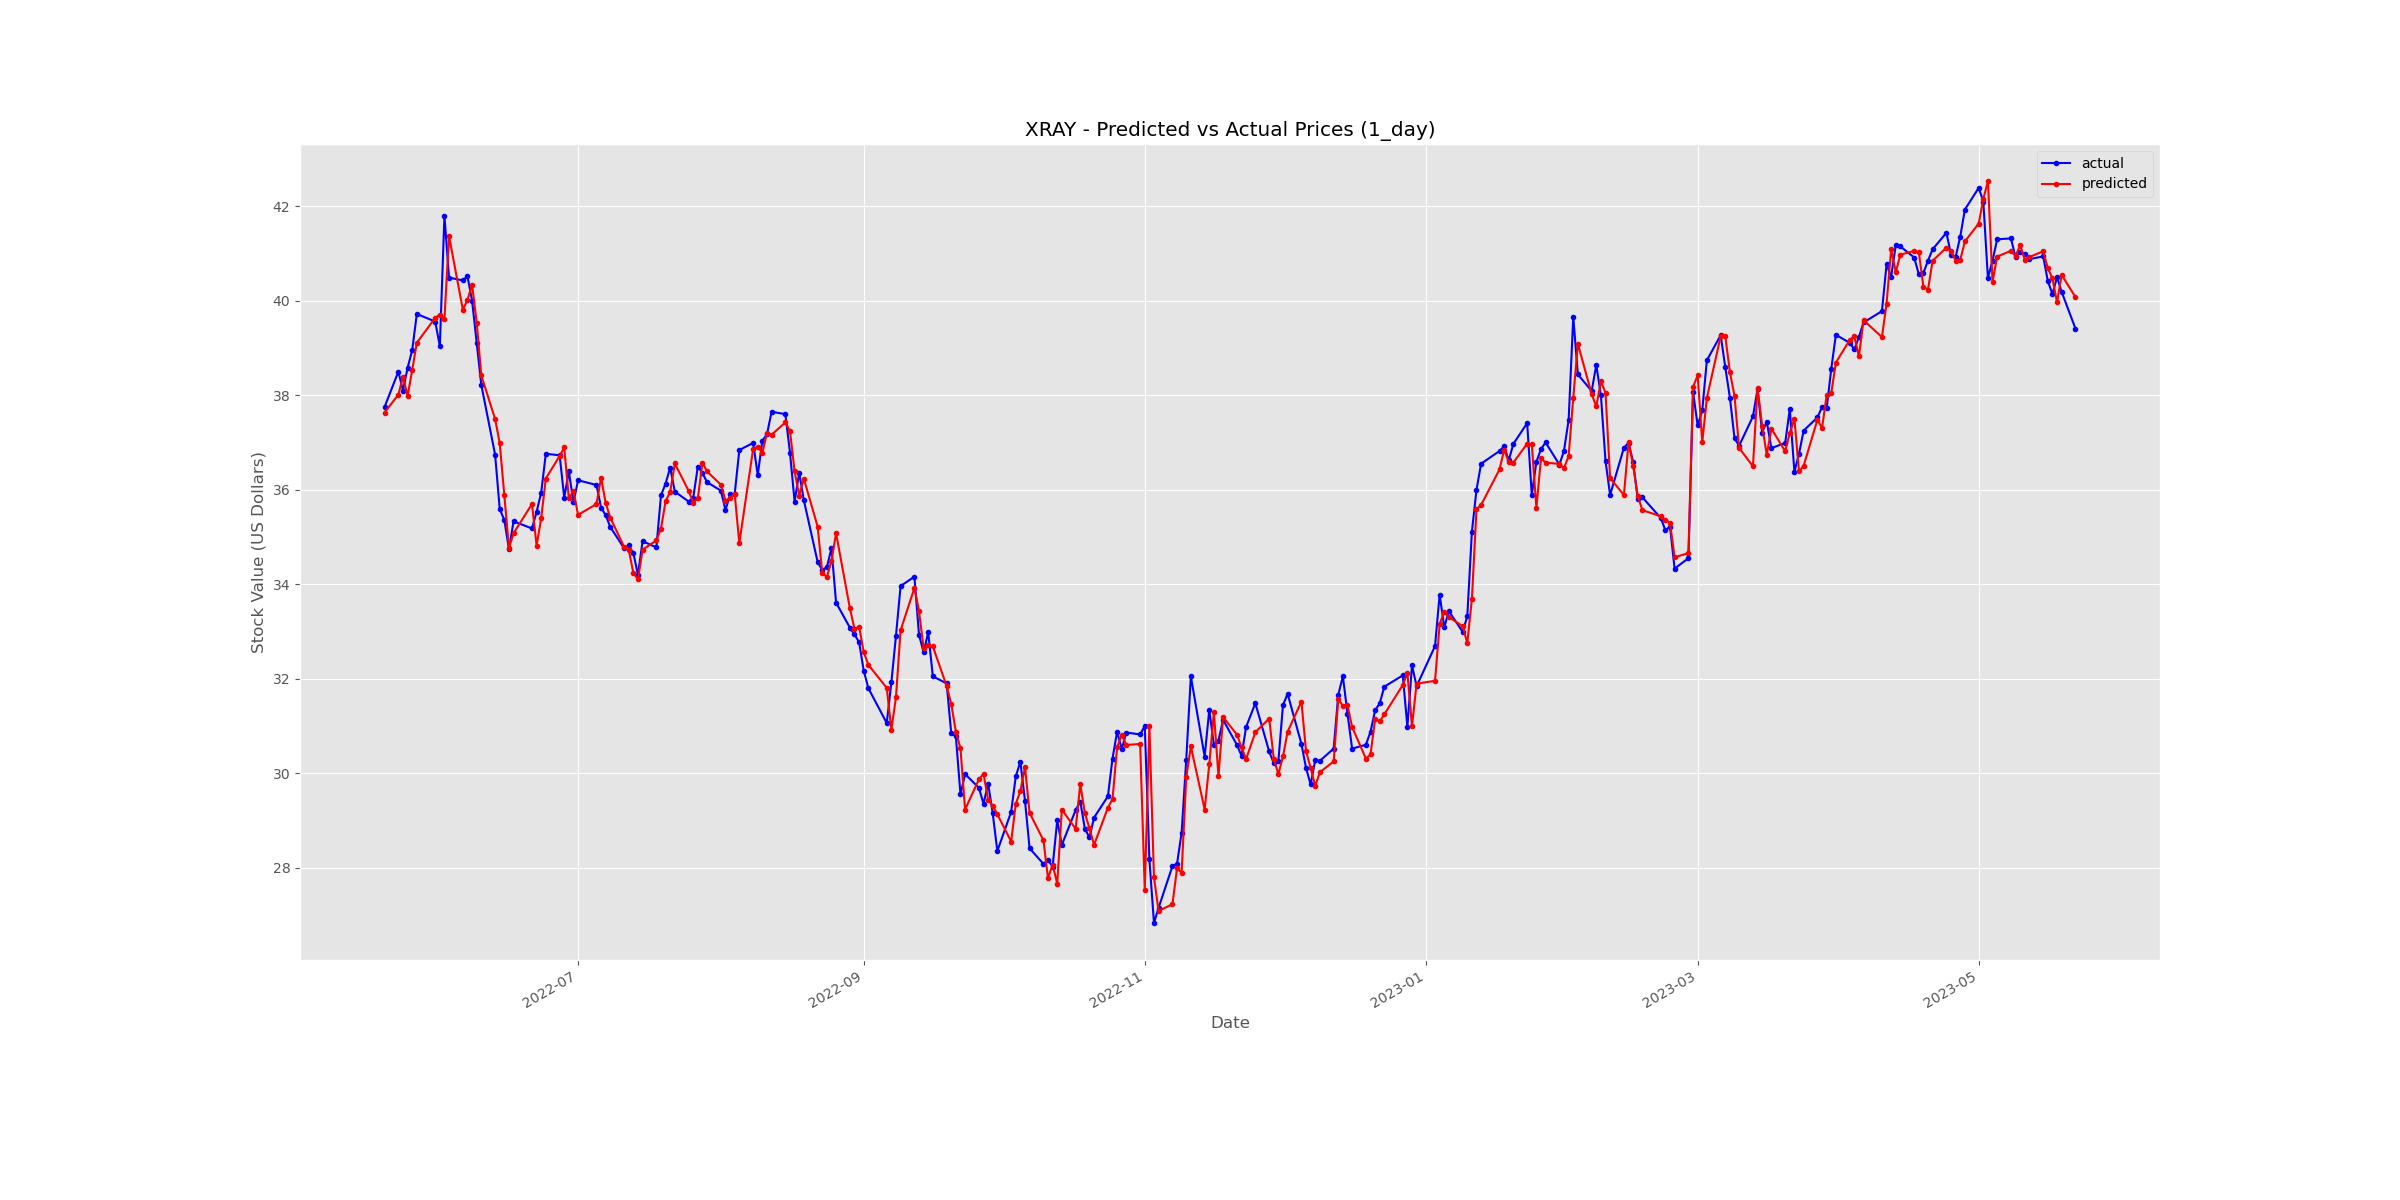 XRAY - Predicted vs Actual Prices (1_day)
actual
predicted
Stock Value (US Dollars)
42
40
38
36
34
32
30
28
2022-07
2022-09
2022-11
2023-01
2023-03
2023-05
Date